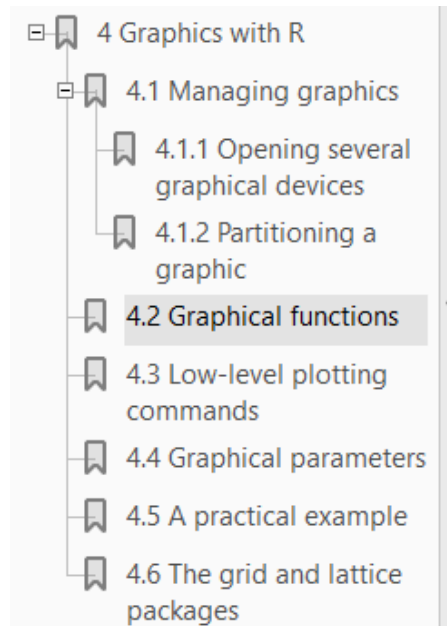 4 Graphics with R
4.1 Managing graphics
4.1.1 Opening several
graphical devices
4.1.2 Partitioning a
graphic
4.2 Graphical functions
4.3 Low-level plotting
commands
4.4 Graphical parameters
4.5 A practical example
4.6 The grid and lattice
packages